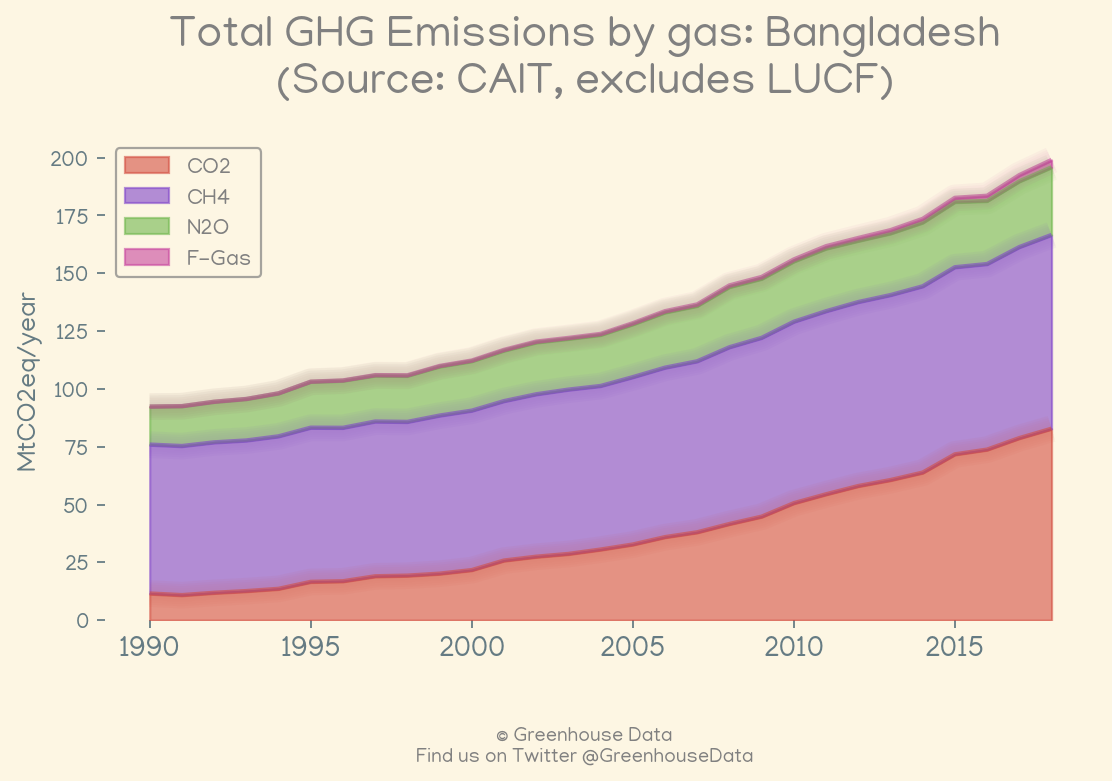 Total GHG Emissions by gas: Bangladesh
(Source: CAIT, excludes LUCF)
CO2
CH4
N2O
F-Gas
MtCO2eq/year
200
175
150
125
100
75
50
25
0
1990
1995
2000
2005
2010
2015
© Greenhouse Data
Find us on Twitter @GreenhouseData